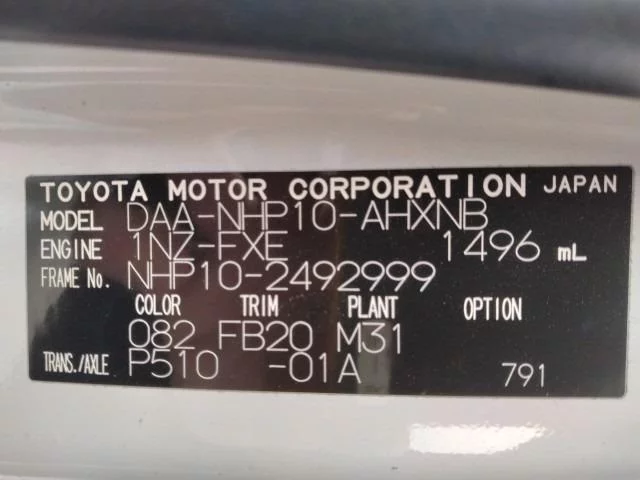 TOYOTA MOTOR CORPORATION JAPAN
MODEL DAA-NHP10-AHXNB
ENGINE 1NZ-FXE 1496 mL
FRAME No. NHP10-2492999
COLOR TRIM PLANT OPTION
082 FB20 M31
TRANS./AXLE P510 -01A 791